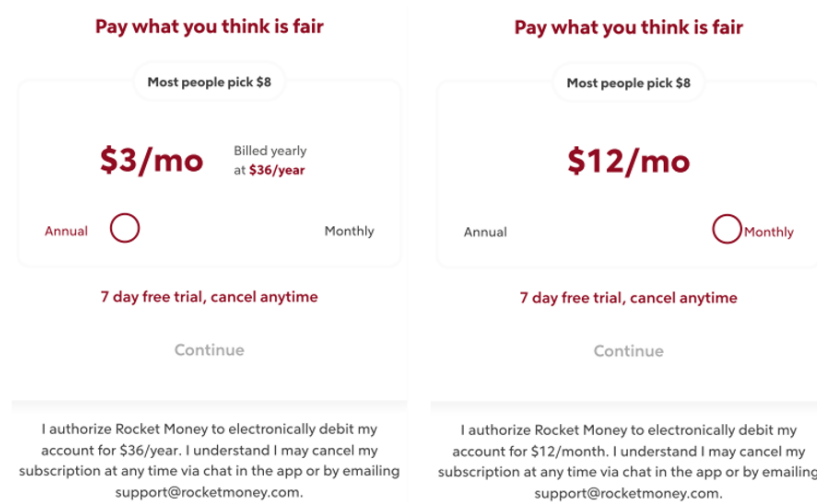 Pay what you think is fair
Most people pick $8
$3/mo
Billed yearly
at $36/year
Annual
Monthly
7 day free trial, cancel anytime
Continue
I authorize Rocket Money to electronically debit my
account for $36/year. I understand I may cancel my
subscription at any time via chat in the app or by emailing
support@rocketmoney.com.
Pay what you think is fair
Most people pick $8
$12/mo
Annual
Monthly
7 day free trial, cancel anytime
Continue
I authorize Rocket Money to electronically debit my
account for $12/month. I understand I may cancel my
subscription at any time via chat in the app or by emailing
support@rocketmoney.com.